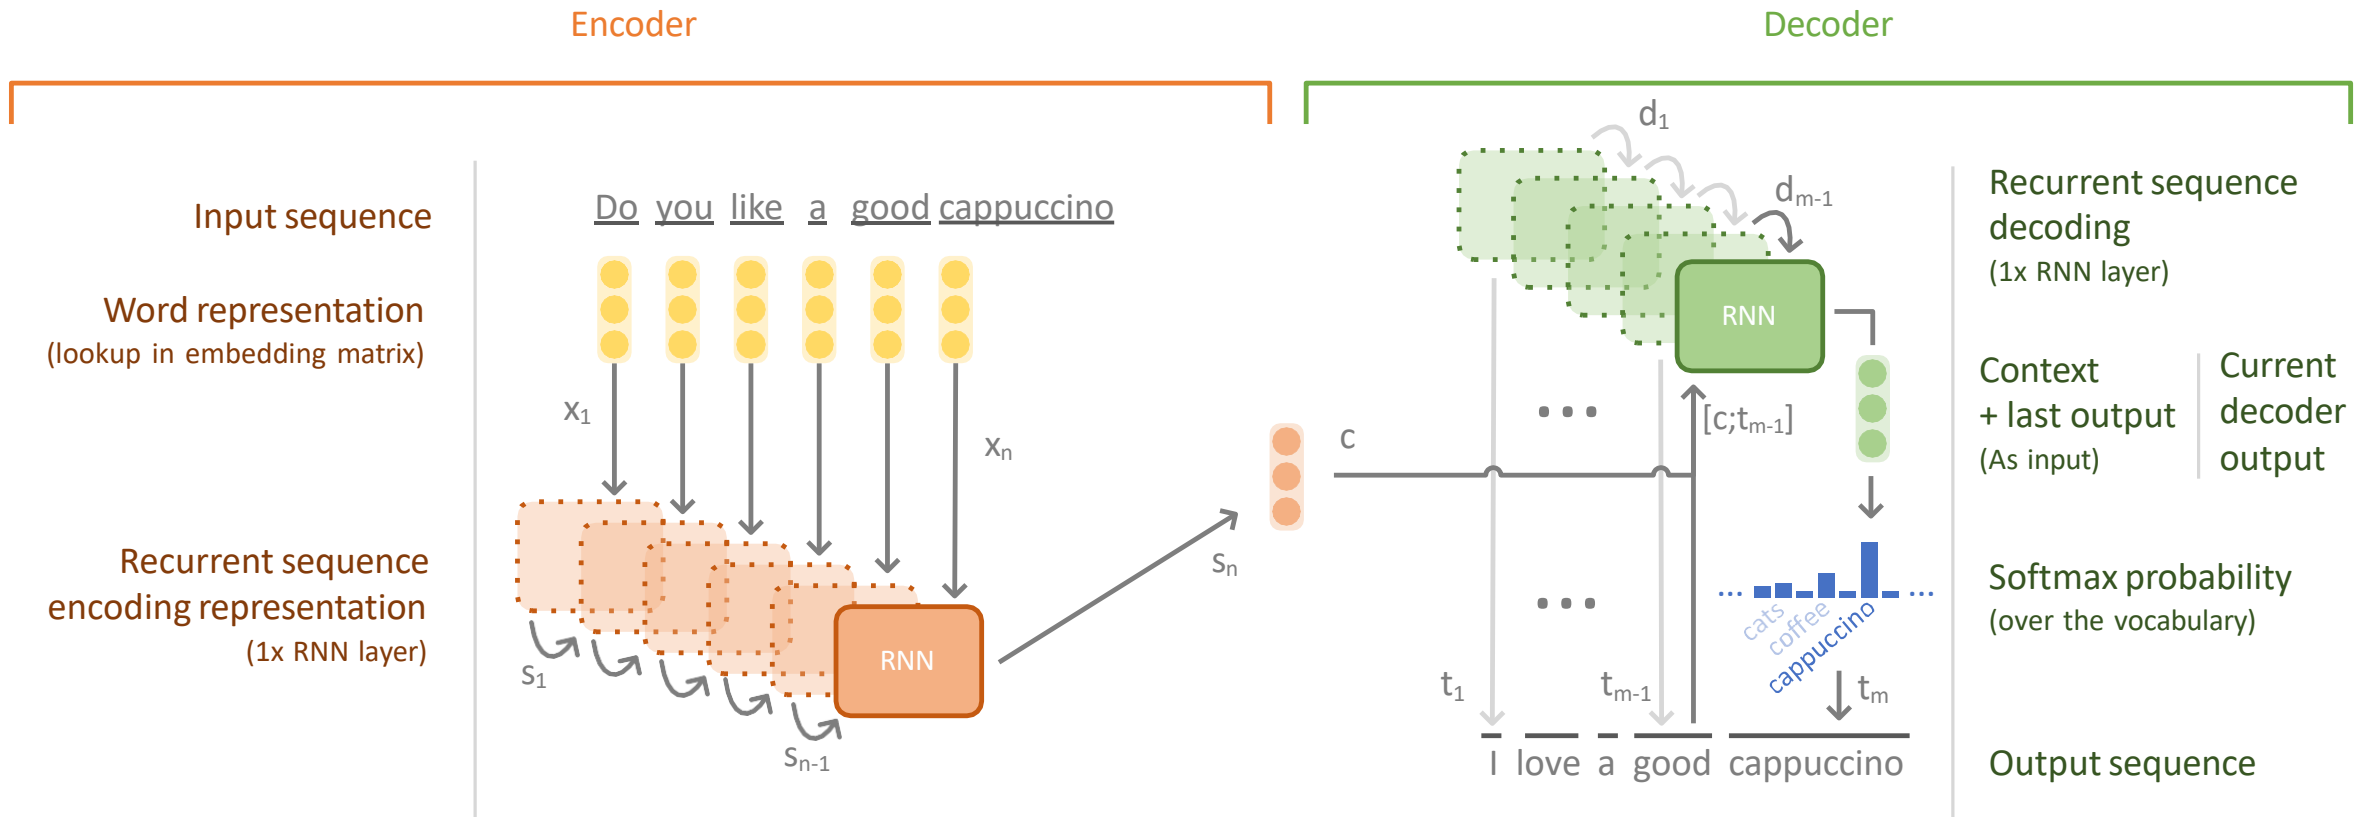 Encoder
Decoder
Input sequence
Do you like a good cappuccino
Word representation
(lookup in embedding matrix)
x1
xn
Recurrent sequence
encoding representation
(1x RNN layer)
s1
sn-1
RNN
sn
c
d1
dm-1
RNN
Recurrent sequence
decoding
(1x RNN layer)
...
[c;tm-1]
Context
+ last output
(As input)
Current
decoder
output
...
... ...
cats
coffee
cappuccino
Softmax probability
(over the vocabulary)
t1
tm-1
tm
I love a good cappuccino
Output sequence